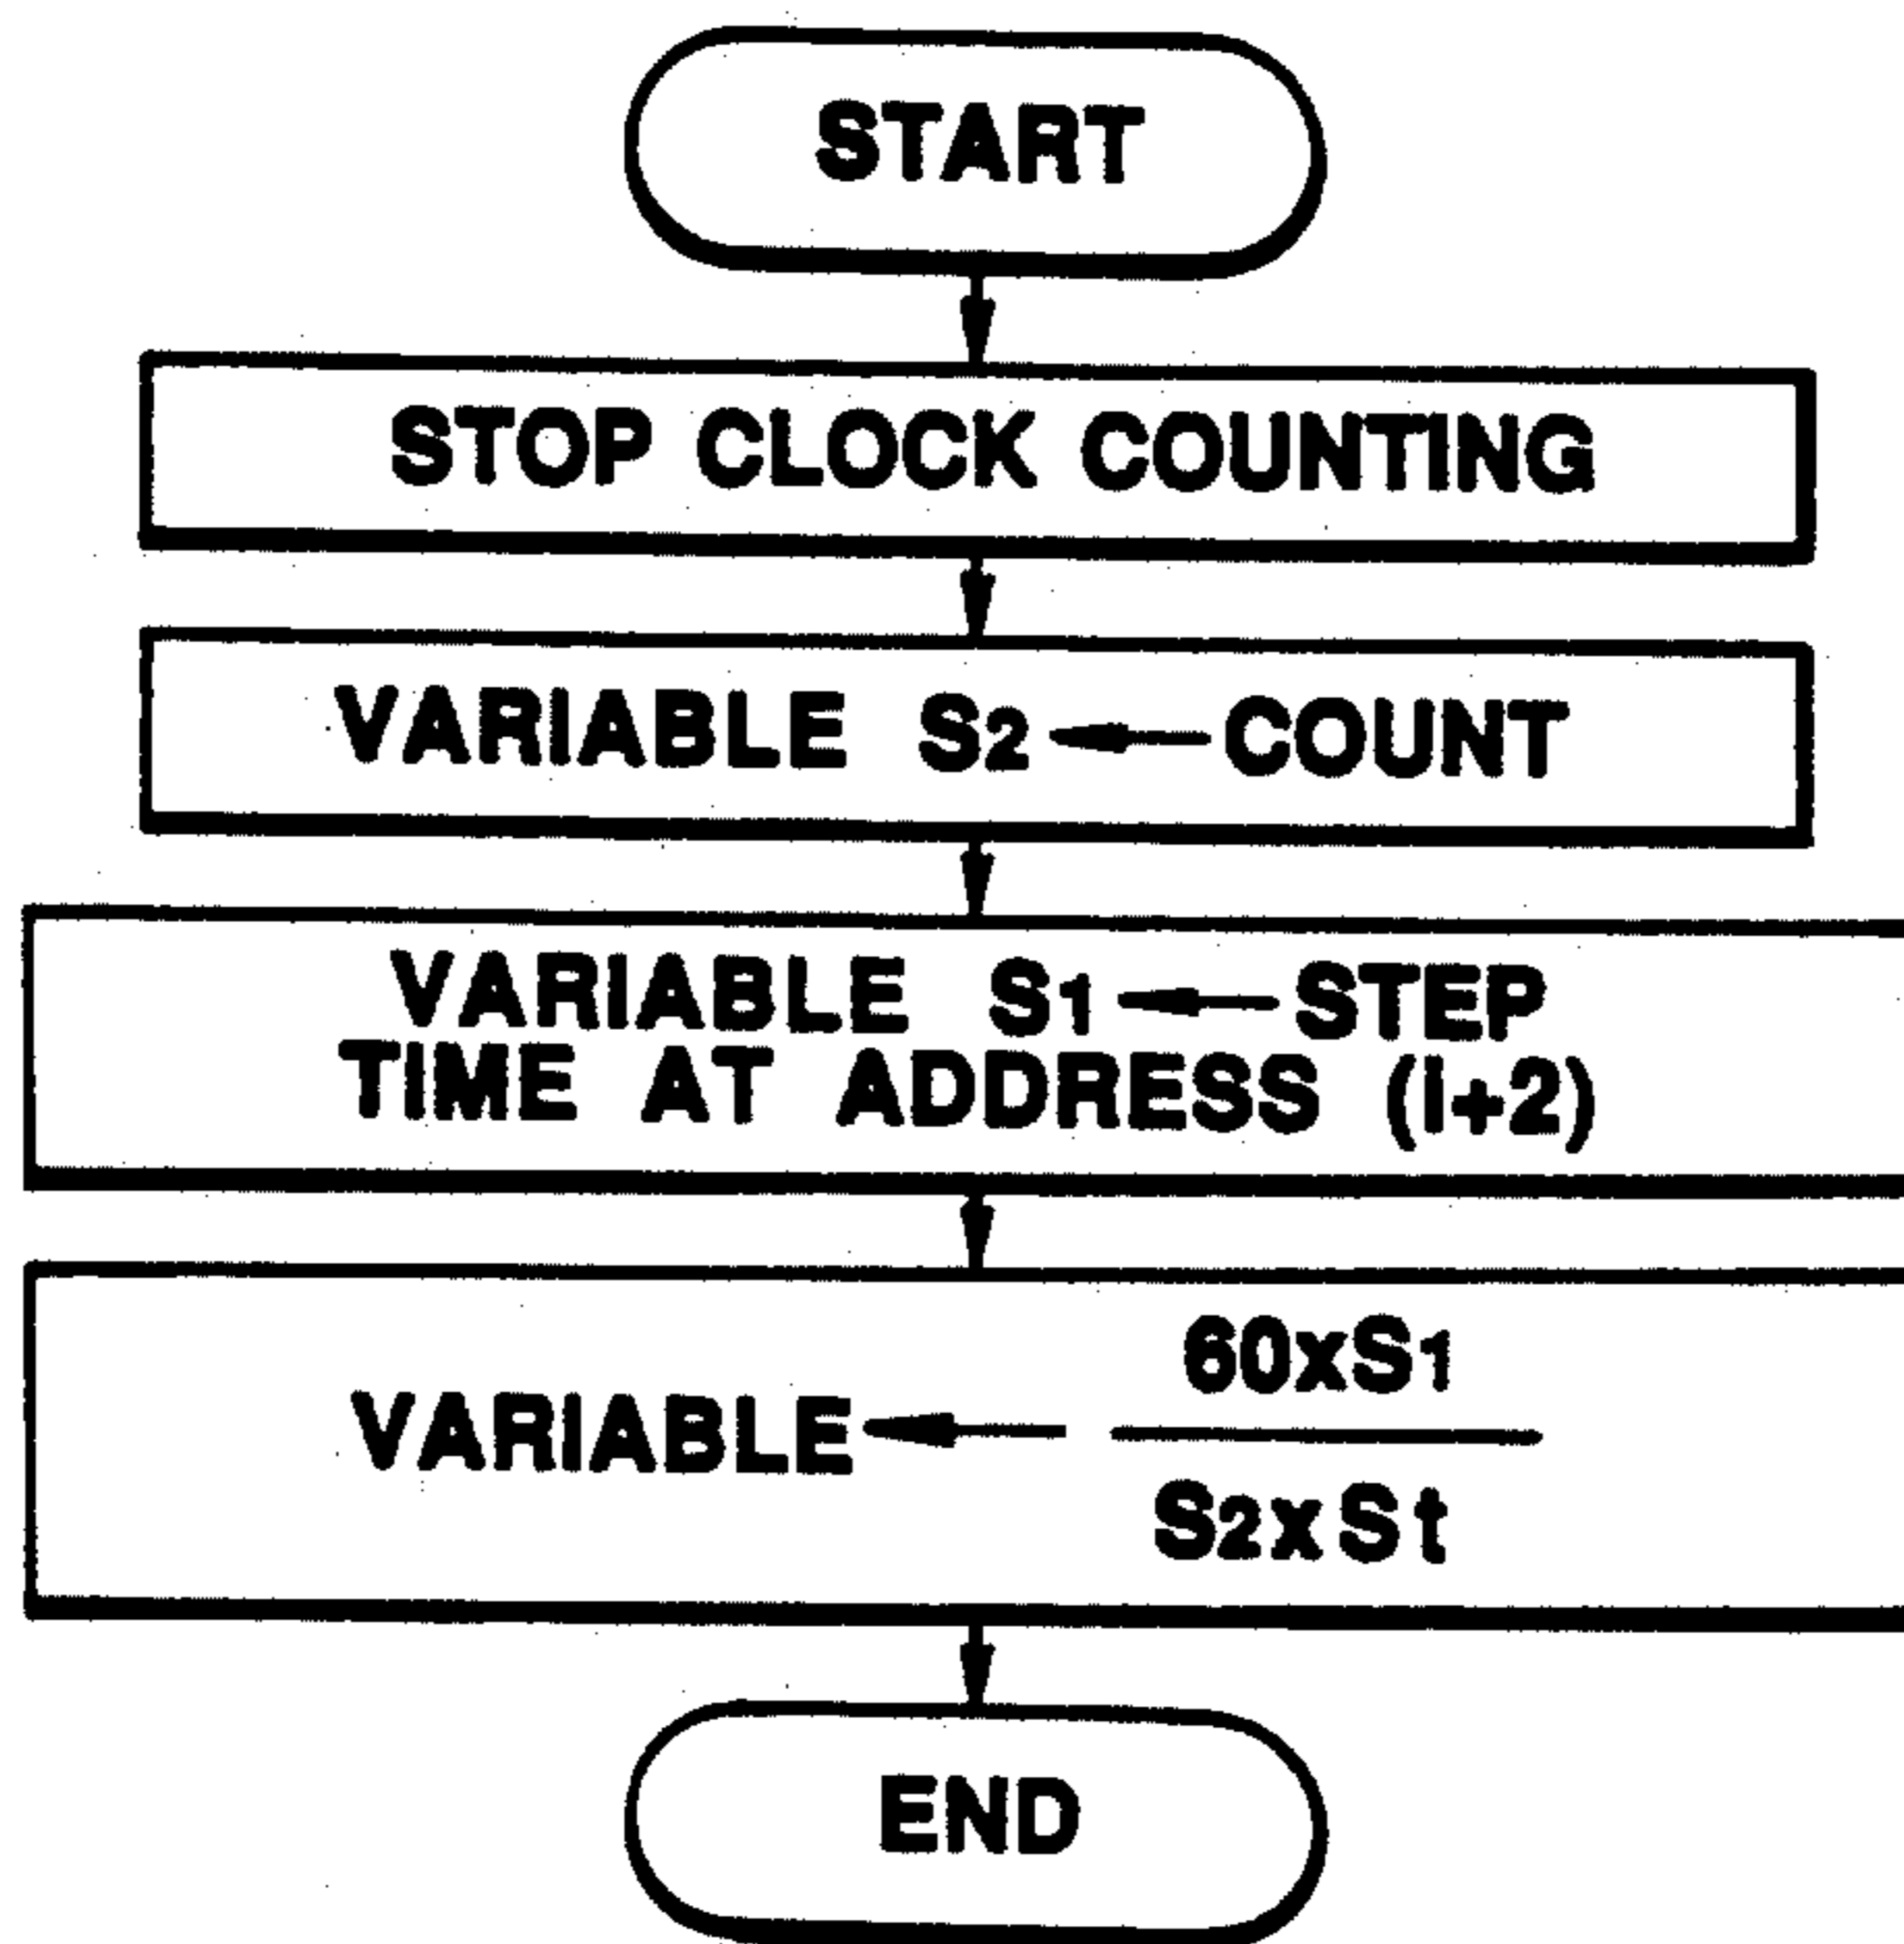 START
STOP CLOCK COUNTING
VARIABLE S2 ← COUNT
VARIABLE S1 ← STEP
TIME AT ADDRESS (i+2)
60xS1
VARIABLE ←
S2xSt
END